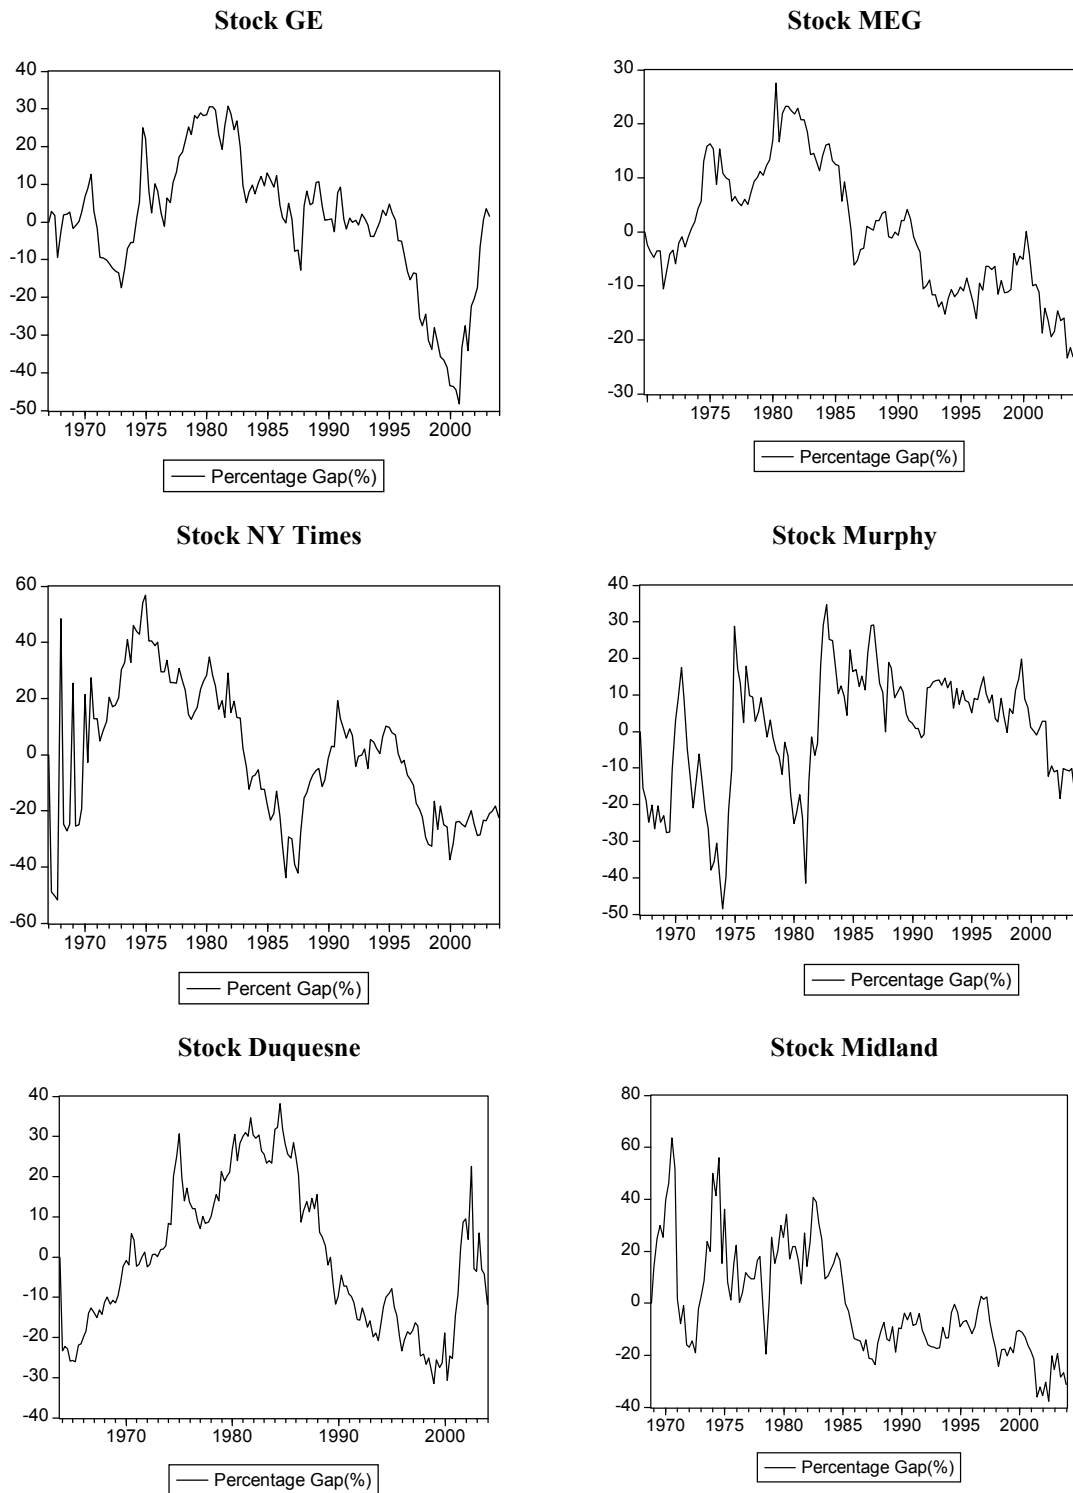 Stock GE
40
30
20
10
0
-10
-20
-30
-40
-50
1970 1975 1980 1985 1990 1995 2000
Percentage Gap(%)
Stock MEG
30
20
10
0
-10
-20
-30
1975 1980 1985 1990 1995 2000
Percentage Gap(%)
Stock NY Times
60
40
20
0
-20
-40
-60
1970 1975 1980 1985 1990 1995 2000
Percent Gap(%)
Stock Murphy
40
30
20
10
0
-10
-20
-30
-40
-50
1970 1975 1980 1985 1990 1995 2000
Percentage Gap(%)
Stock Duquesne
40
30
20
10
0
-10
-20
-30
-40
1970 1980 1990 2000
Percentage Gap(%)
Stock Midland
80
60
40
20
0
-20
-40
1970 1975 1980 1985 1990 1995 2000
Percentage Gap(%)